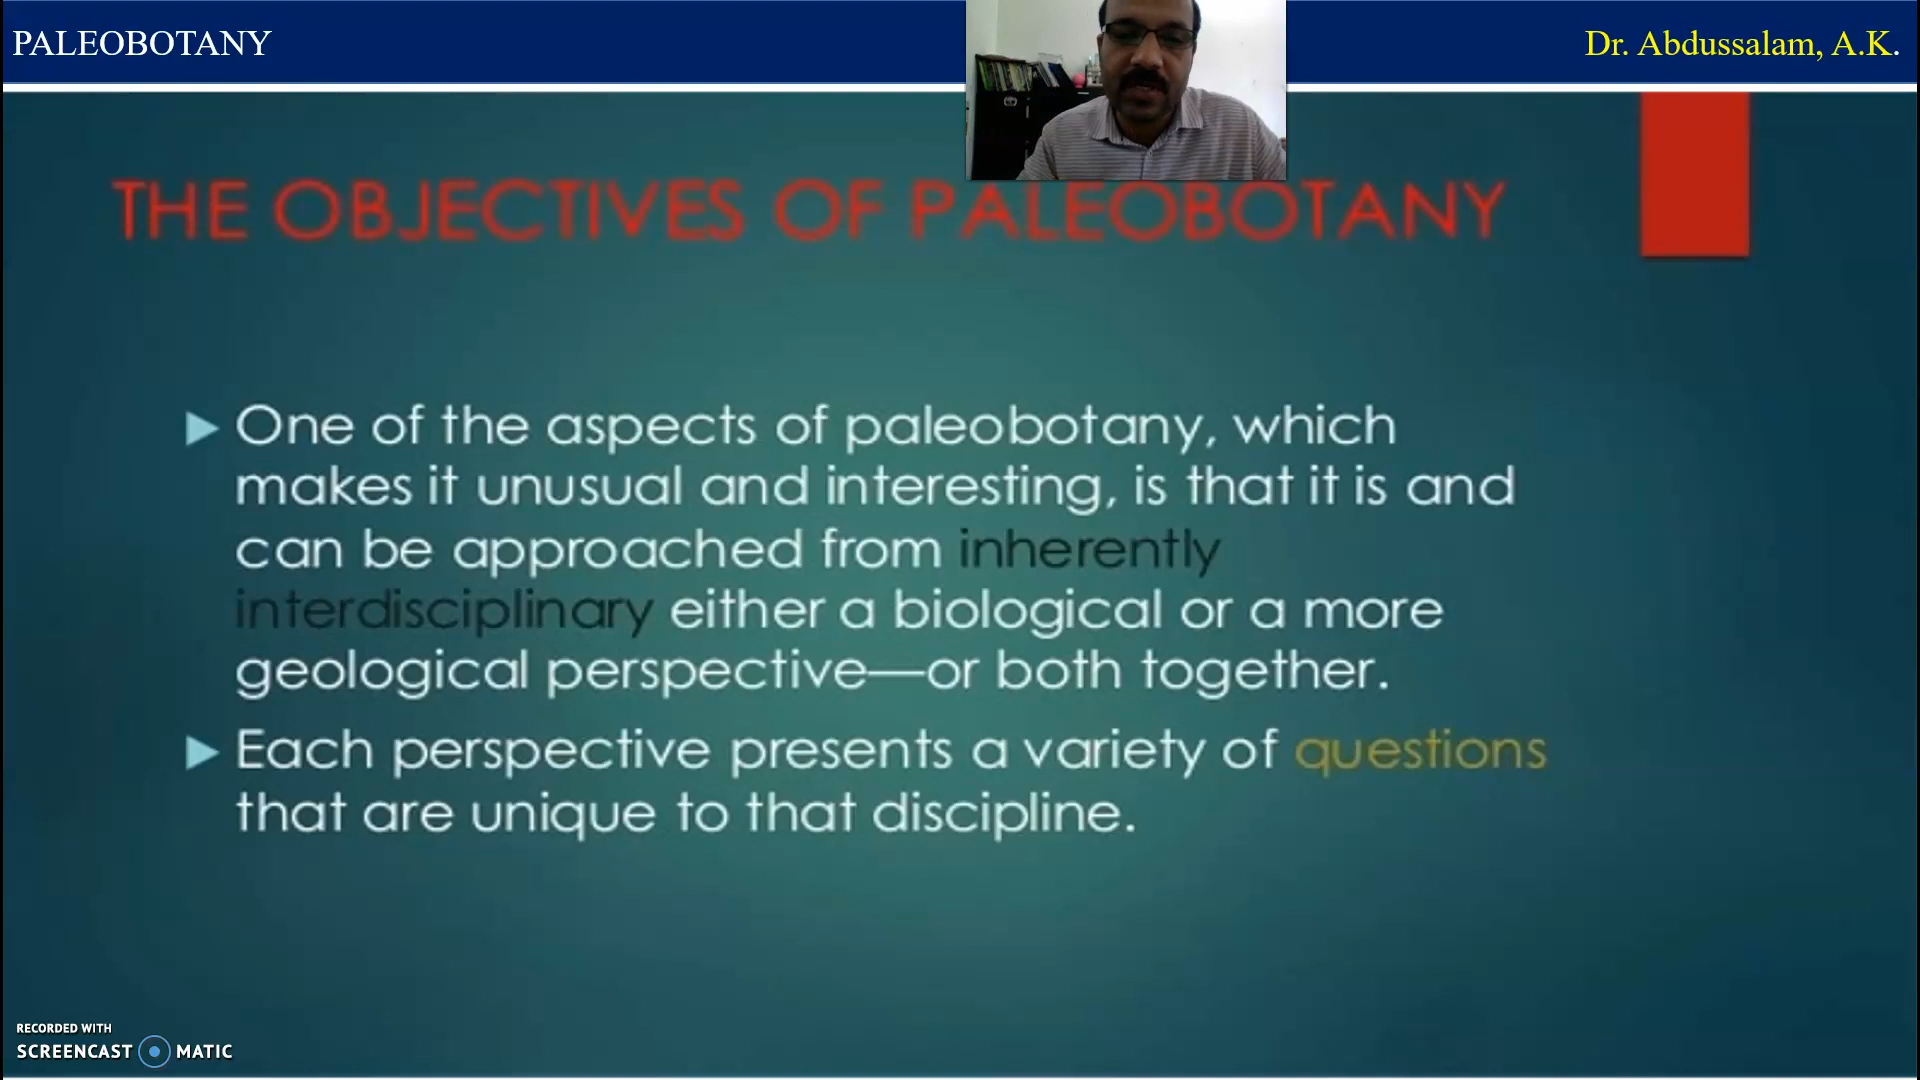 PALEOBOTANY
Dr. Abdussalam, A.K.
THE OBJECTIVES OF PALEOBOTANY
One of the aspects of paleobotany, which
makes it unusual and interesting, is that it is and
can be approached from inherently
interdisciplinary either a biological or a more
geological perspective—or both together.
Each perspective presents a variety of questions
that are unique to that discipline.
RECORDED WITH
SCREENCAST MATIC